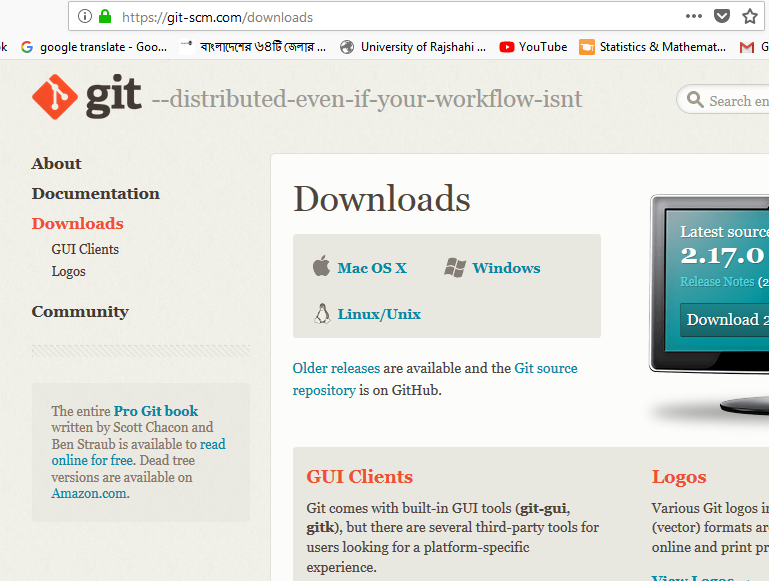 https://git-scm.com/downloads
google translate - Goo... বাংলাদেশের ৬৪টি জেলার ... University of Rajshahi ... YouTube Statistics & Mathemat... G
git --distributed-even-if-your-workflow-isnt
Search en
About
Documentation
Downloads
GUI Clients
Logos
Community
The entire Pro Git book
written by Scott Chacon and
Ben Straub is available to read
online for free. Dead tree
versions are available on
Amazon.com.
Downloads
Mac OS X Windows
Linux/Unix
Older releases are available and the Git source
repository is on GitHub.
Latest source
2.17.0
Release Notes (2
Download 2
GUI Clients
Git comes with built-in GUI tools (git-gui,
gitk), but there are several third-party tools for
users looking for a platform-specific
experience.
Logos
Various Git logos in
(vector) formats are
online and print pr
View Logos